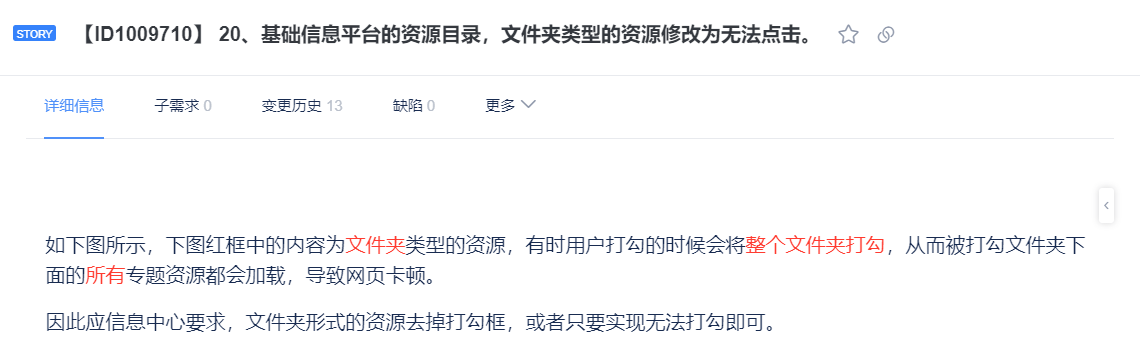 STORY 【ID1009710】 20、基础信息平台的资源目录，文件夹类型的资源修改为无法点击。
详细信息 子需求 0 变更历史 13 缺陷 0 更多
如下图所示，下图红框中的内容为文件夹类型的资源，有时用户打勾的时候会将整个文件夹打勾，从而被打勾文件夹下
面的所有专题资源都会加载，导致网页卡顿。
因此应信息中心要求，文件夹形式的资源去掉打勾框，或者只要实现无法打勾即可。